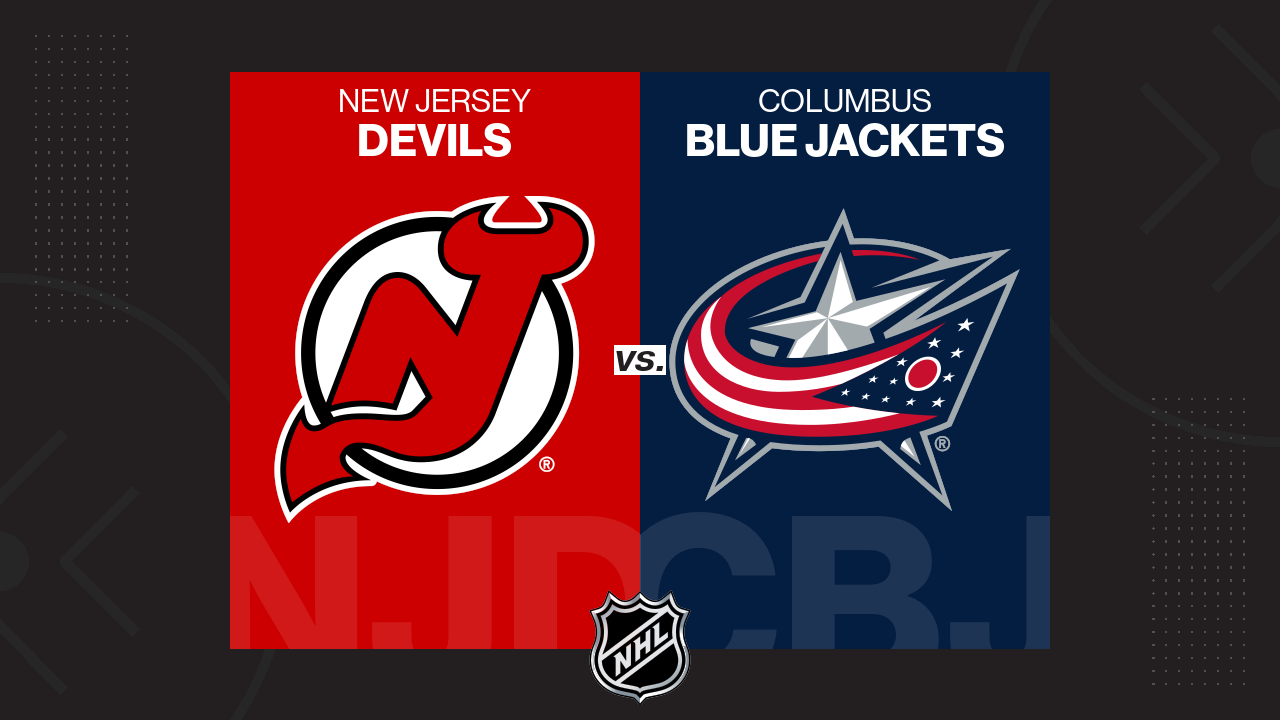 NEW JERSEY
DEVILS
COLUMBUS
BLUE JACKETS
vs.
®
®
NJD
CBJ
NHL